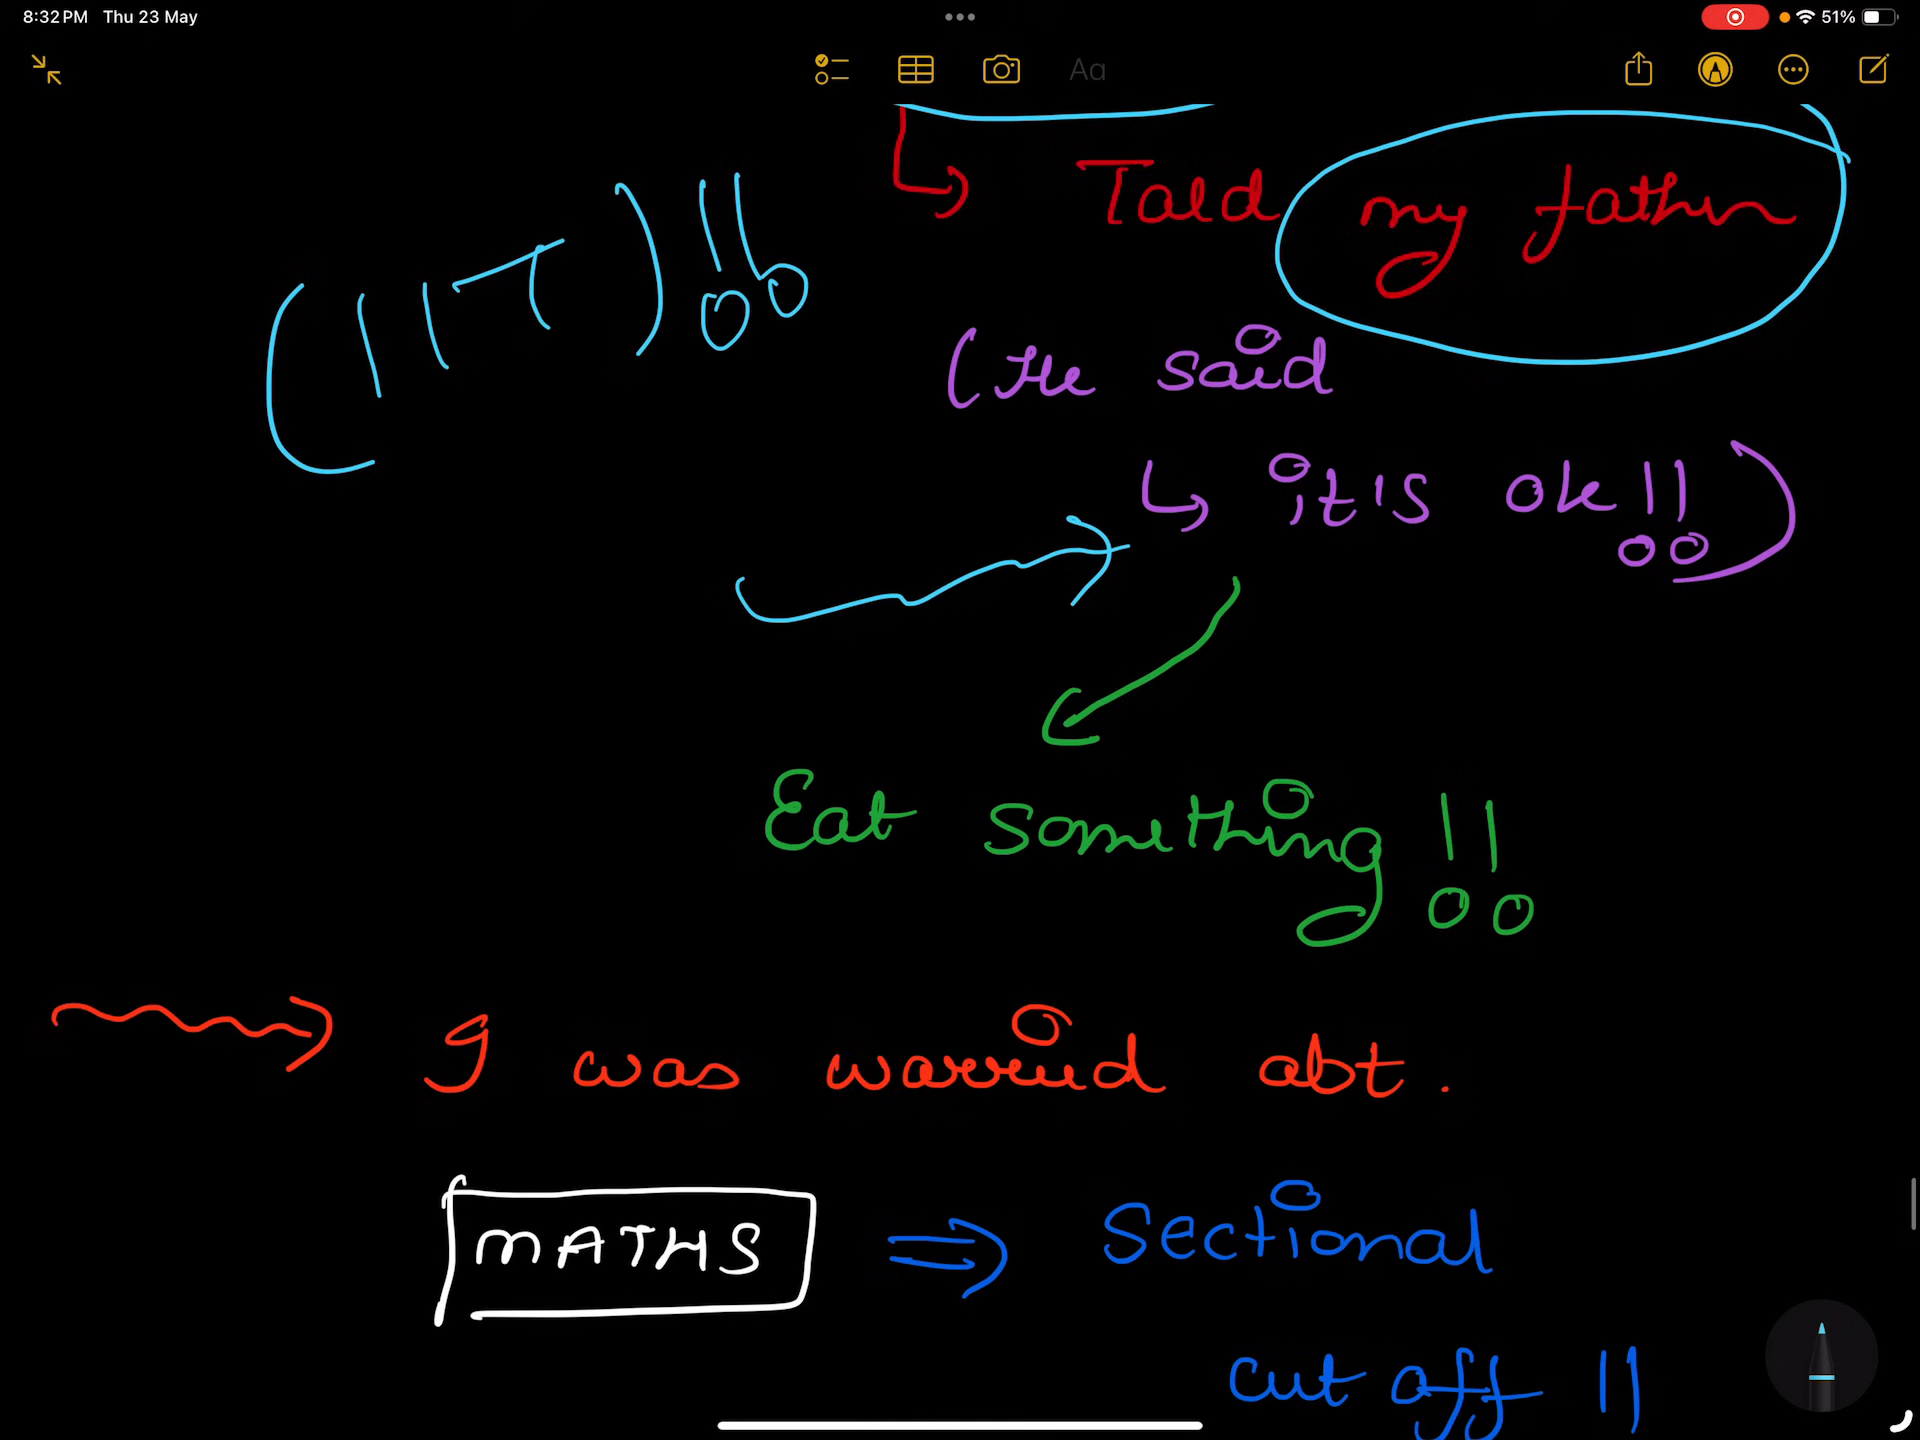 8:32 PM Thu 23 May
51%
Aa
Told my father
(IIT)!!
(He said
it's ok!!)
Eat something!!
I was worried abt.
MATHS ⇒ Sectional
cut off !!